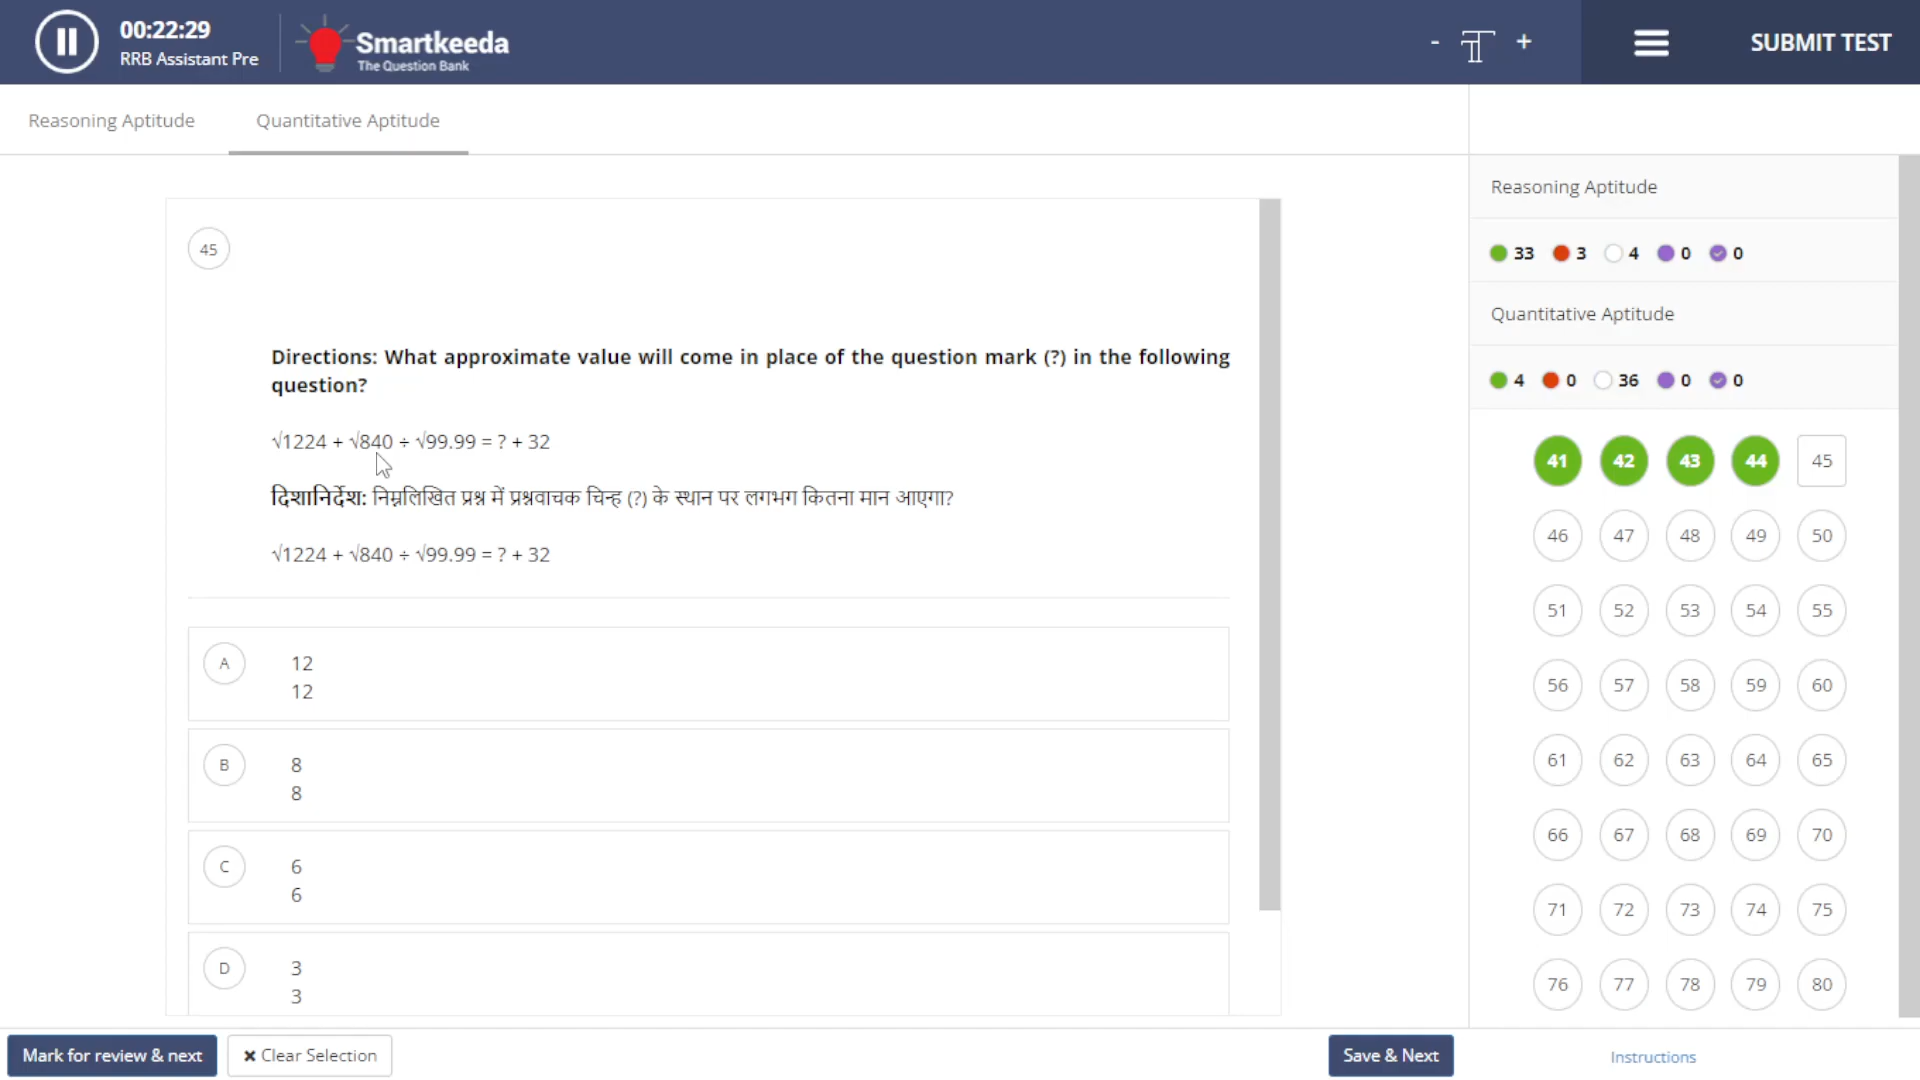 00:22:29
RRB Assistant Pre
Smartkeeda
The Question Bank
- T +
SUBMIT TEST
Reasoning Aptitude
Quantitative Aptitude
45
Directions: What approximate value will come in place of the question mark (?) in the following
question?
√1224 + √840 ÷ √99.99 = ? + 32
दिशानिर्देश: निम्नलिखित प्रश्न में प्रश्नवाचक चिन्ह (?) के स्थान पर लगभग कितना मान आएगा?
√1224 + √840 ÷ √99.99 = ? + 32
A
12
12
B
8
8
C
6
6
D
3
3
Mark for review & next
✖ Clear Selection
Save & Next
Reasoning Aptitude
33 3 4 0 0
Quantitative Aptitude
4 0 36 0 0
41 42 43 44 45
46 47 48 49 50
51 52 53 54 55
56 57 58 59 60
61 62 63 64 65
66 67 68 69 70
71 72 73 74 75
76 77 78 79 80
Instructions